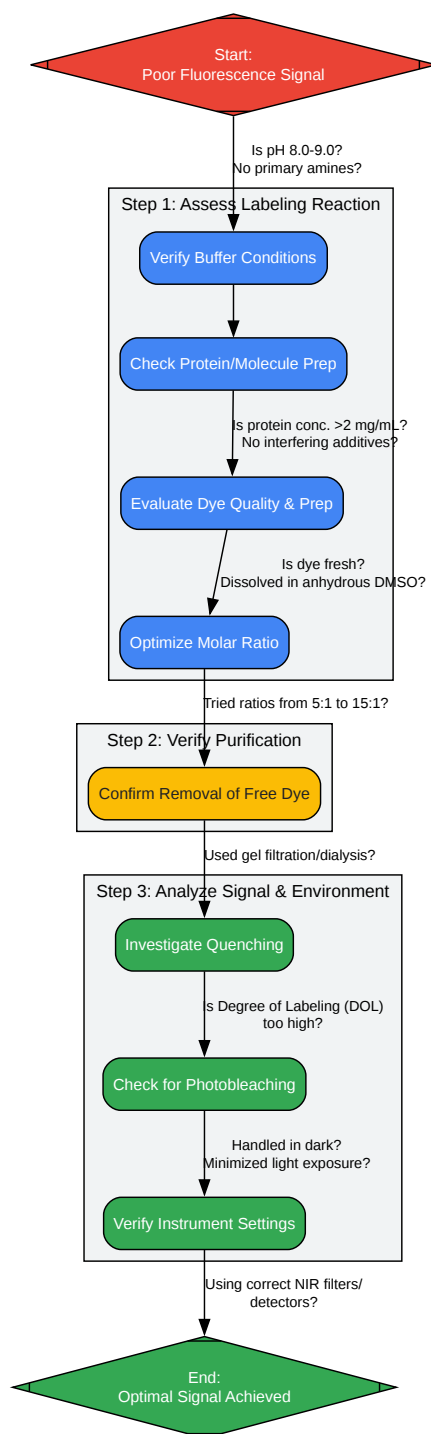 Start:
Poor Fluorescence Signal
Is pH 8.0-9.0?
No primary amines?
Step 1: Assess Labeling Reaction
Verify Buffer Conditions
Check Protein/Molecule Prep
Is protein conc. >2 mg/mL?
No interfering additives?
Evaluate Dye Quality & Prep
Is dye fresh?
Dissolved in anhydrous DMSO?
Optimize Molar Ratio
Tried ratios from 5:1 to 15:1?
Step 2: Verify Purification
Confirm Removal of Free Dye
Used gel filtration/dialysis?
Step 3: Analyze Signal & Environment
Investigate Quenching
Is Degree of Labeling (DOL)
too high?
Check for Photobleaching
Handled in dark?
Minimized light exposure?
Verify Instrument Settings
Using correct NIR filters/
detectors?
End:
Optimal Signal Achieved